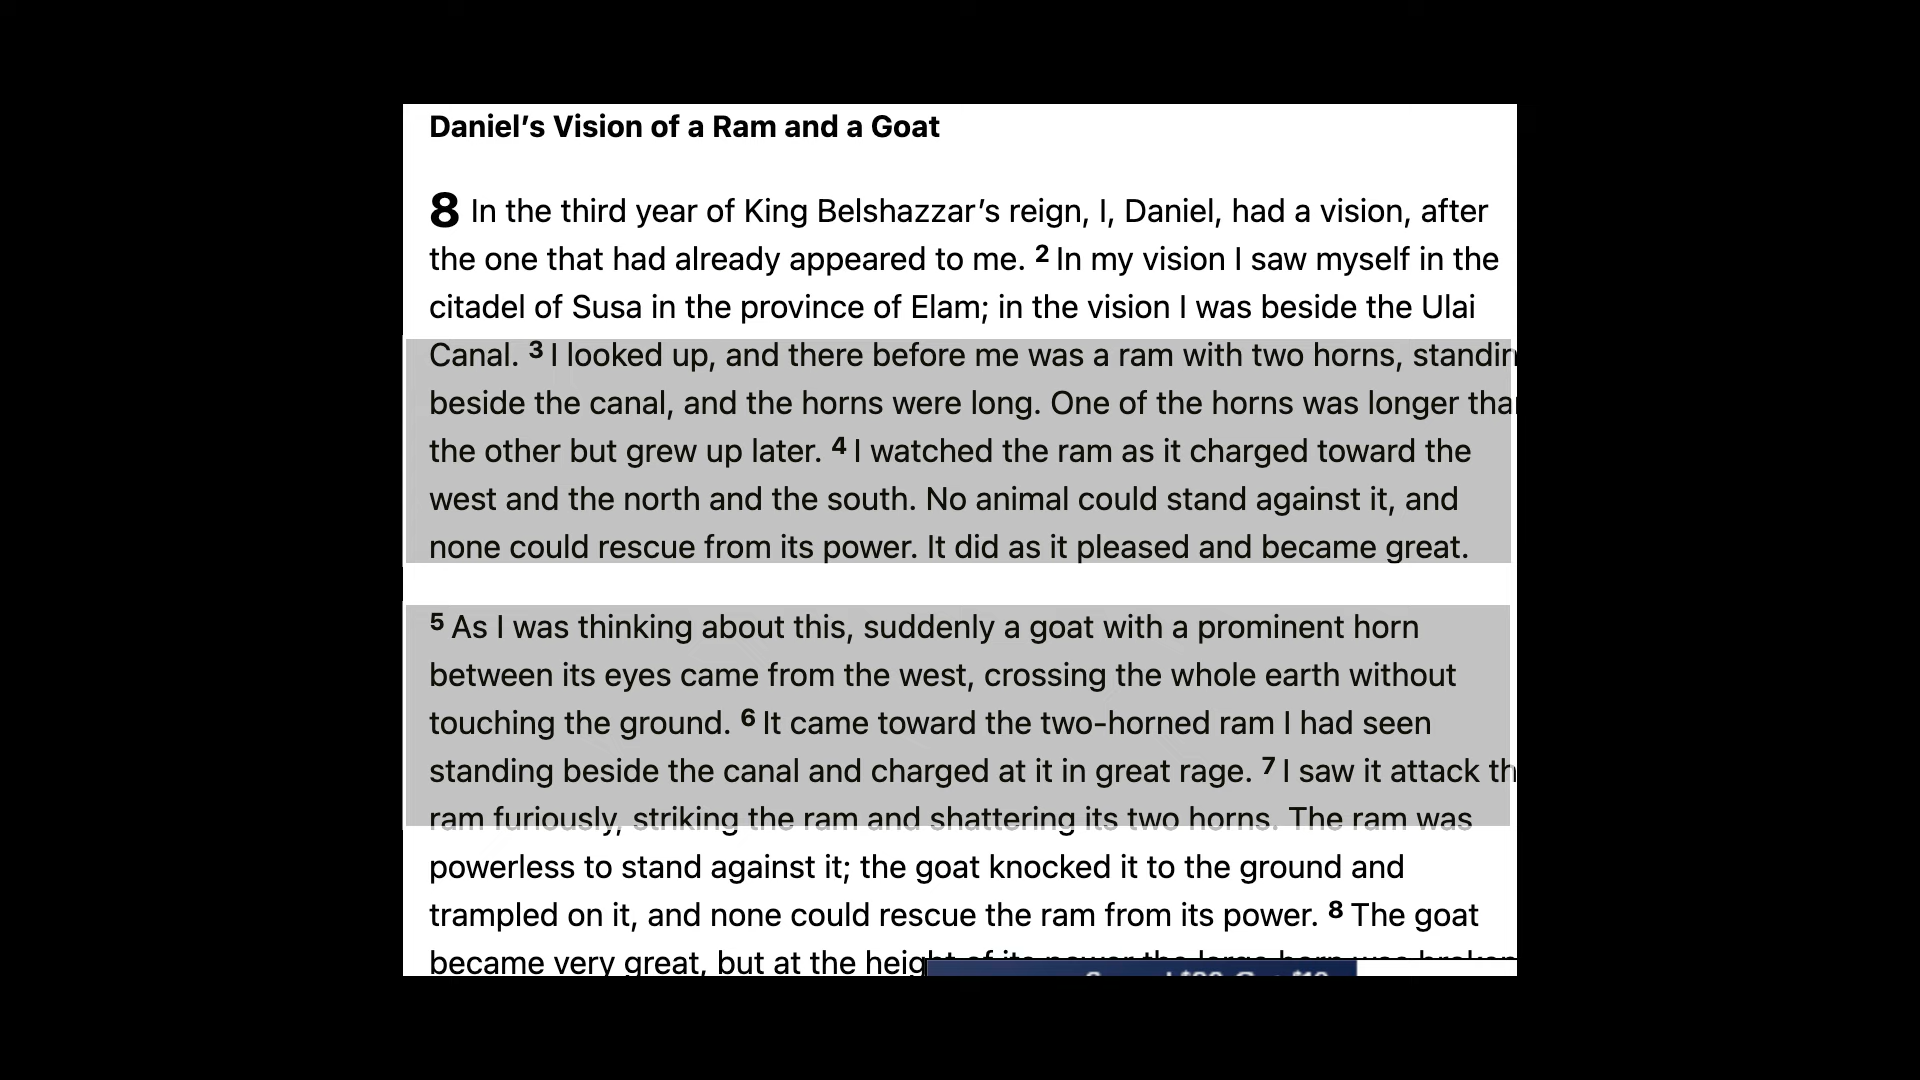 Daniel’s Vision of a Ram and a Goat
8 In the third year of King Belshazzar’s reign, I, Daniel, had a vision, after
the one that had already appeared to me. 2 In my vision I saw myself in the
citadel of Susa in the province of Elam; in the vision I was beside the Ulai
Canal. 3 I looked up, and there before me was a ram with two horns, standin
beside the canal, and the horns were long. One of the horns was longer than
the other but grew up later. 4 I watched the ram as it charged toward the
west and the north and the south. No animal could stand against it, and
none could rescue from its power. It did as it pleased and became great.
5 As I was thinking about this, suddenly a goat with a prominent horn
between its eyes came from the west, crossing the whole earth without
touching the ground. 6 It came toward the two-horned ram I had seen
standing beside the canal and charged at it in great rage. 7 I saw it attack th
ram furiously, striking the ram and shattering its two horns. The ram was
powerless to stand against it; the goat knocked it to the ground and
trampled on it, and none could rescue the ram from its power. 8 The goat
became very great, but at the height of its power the large horn was broken